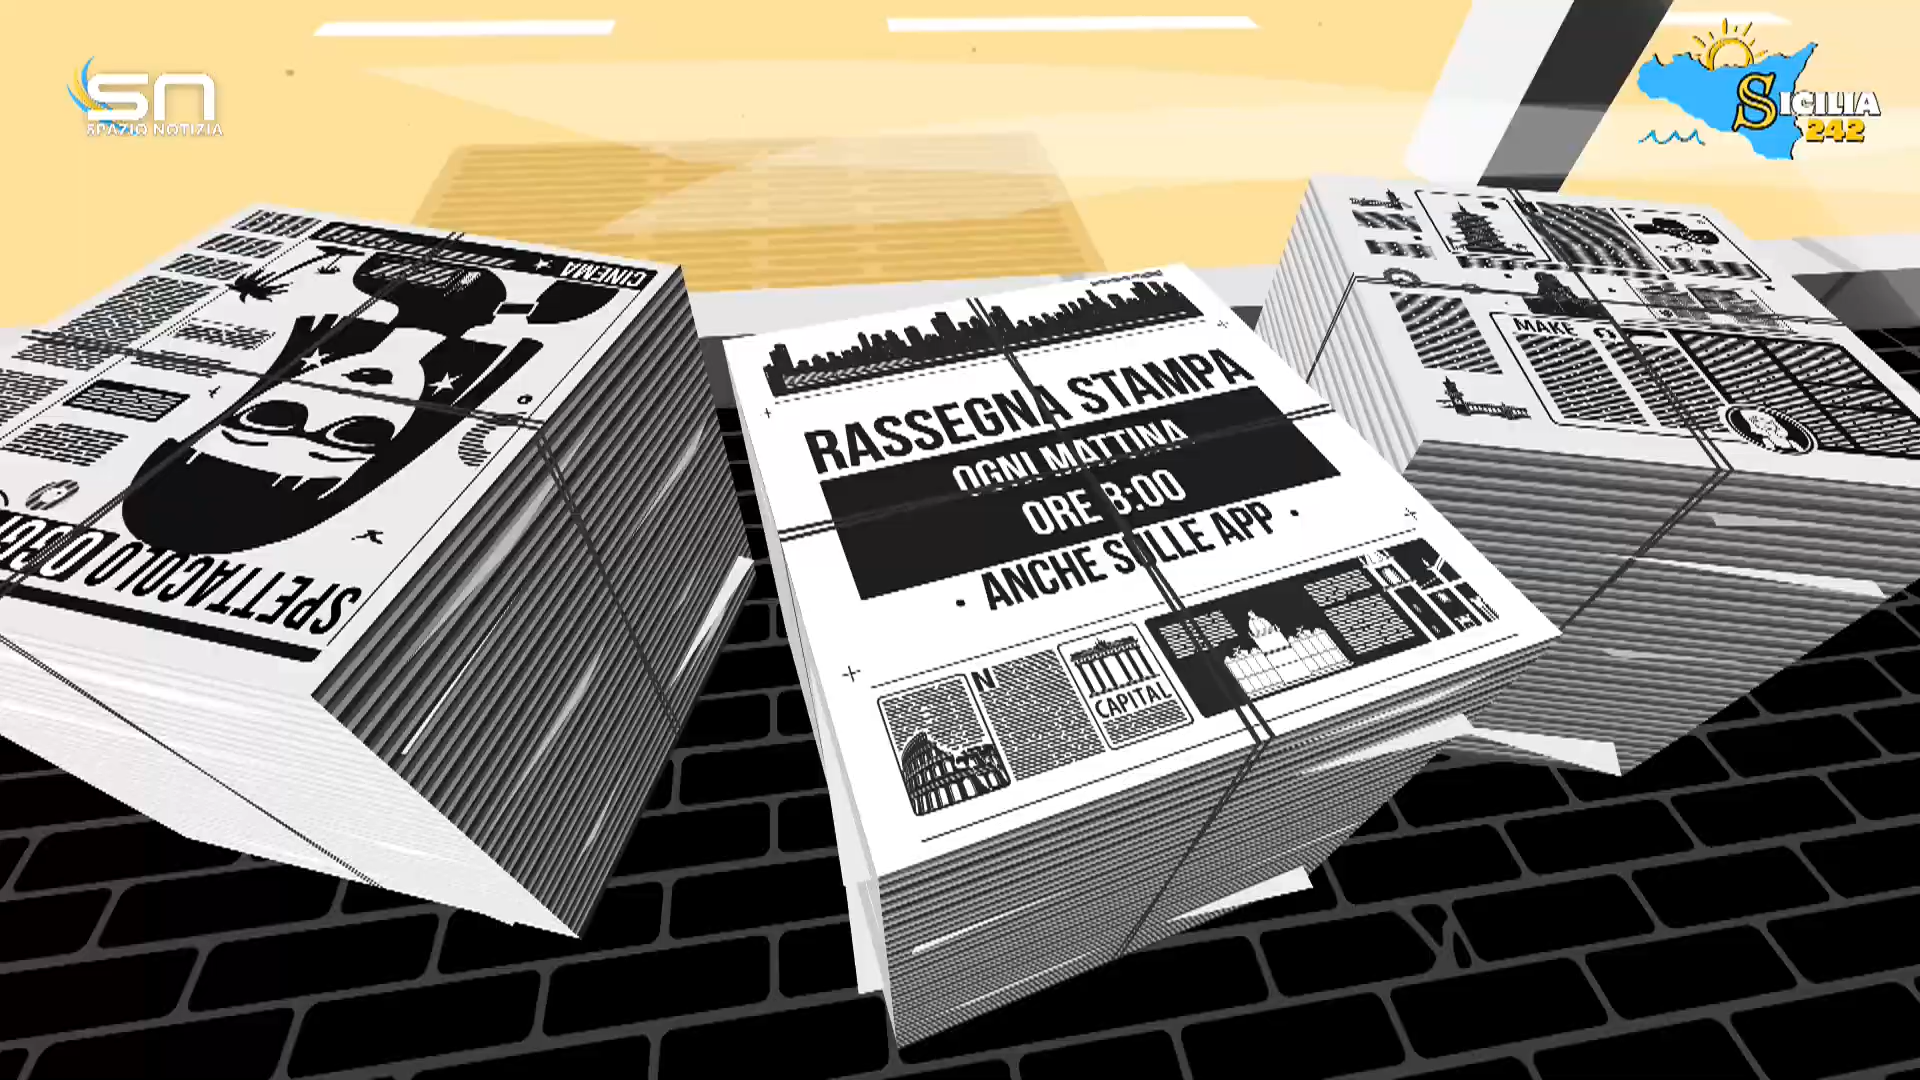 SN
SPAZIO NOTIZIA
SICILIA
242
CINEMA
SPETTACOLO
RASSEGNA STAMPA
OGNI MATTINA
ORE 8:00
• ANCHE SULLE APP •
N
CAPITAL
MAKE